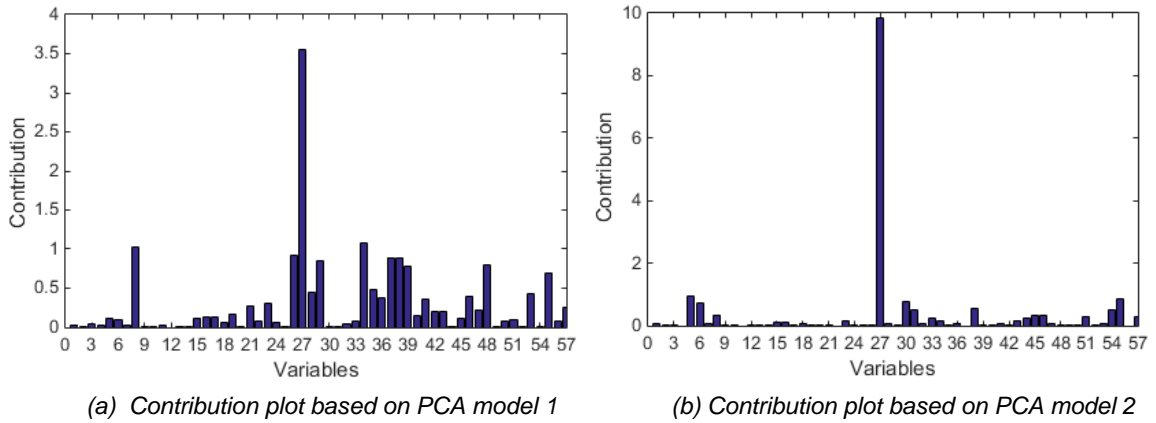 4
3.5
3
2.5
2
1.5
1
0.5
0
Contribution
0 3 6 9 12 15 18 21 24 27 30 33 36 39 42 45 48 51 54 57
Variables
(a) Contribution plot based on PCA model 1
10
8
6
4
2
0
Contribution
0 3 6 9 12 15 18 21 24 27 30 33 36 39 42 45 48 51 54 57
Variables
(b) Contribution plot based on PCA model 2